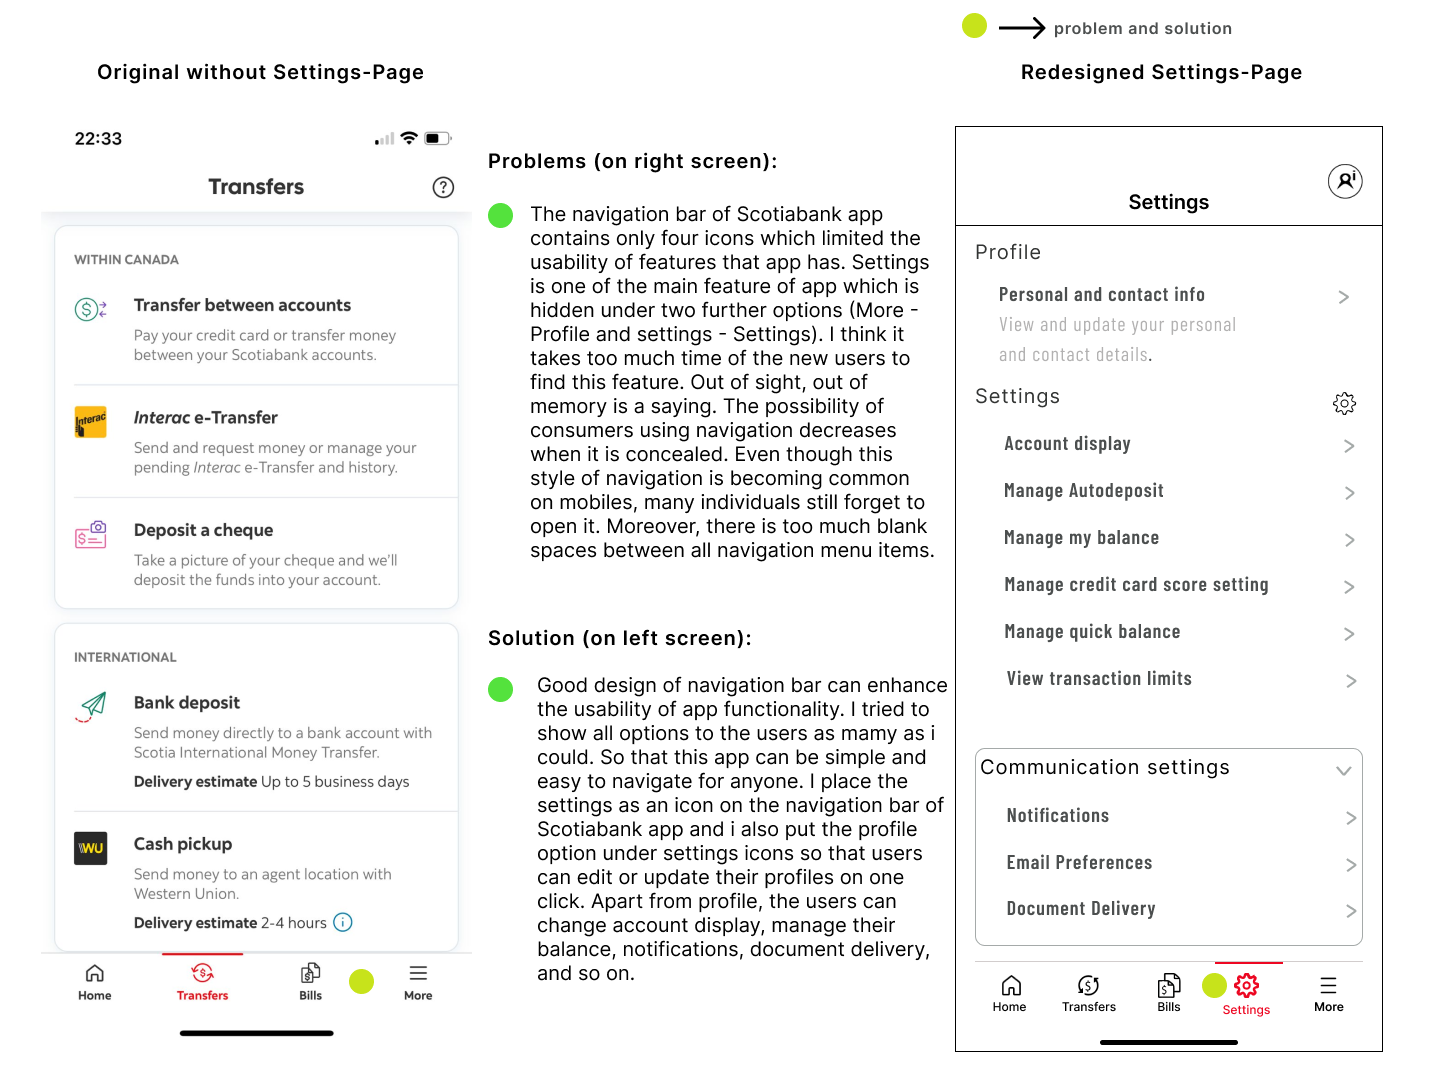 problem and solution
Original without Settings-Page
Redesigned Settings-Page
22:33
Transfers
?
WITHIN CANADA
Transfer between accounts
Pay your credit card or transfer money
between your Scotiabank accounts.
Interac
Interac e-Transfer
Send and request money or manage your
pending Interac e-Transfer and history.
Deposit a cheque
Take a picture of your cheque and we'll
deposit the funds into your account.
INTERNATIONAL
Bank deposit
Send money directly to a bank account with
Scotia International Money Transfer.
Delivery estimate Up to 5 business days
WU
Cash pickup
Send money to an agent location with
Western Union.
Delivery estimate 2-4 hours
Home
Transfers
Bills
More
Problems (on right screen):
The navigation bar of Scotiabank app
contains only four icons which limited the
usability of features that app has. Settings
is one of the main feature of app which is
hidden under two further options (More -
Profile and settings - Settings). I think it
takes too much time of the new users to
find this feature. Out of sight, out of
memory is a saying. The possibility of
consumers using navigation decreases
when it is concealed. Even though this
style of navigation is becoming common
on mobiles, many individuals still forget to
open it. Moreover, there is too much blank
spaces between all navigation menu items.
Solution (on left screen):
Good design of navigation bar can enhance
the usability of app functionality. I tried to
show all options to the users as mamy as i
could. So that this app can be simple and
easy to navigate for anyone. I place the
settings as an icon on the navigation bar of
Scotiabank app and i also put the profile
option under settings icons so that users
can edit or update their profiles on one
click. Apart from profile, the users can
change account display, manage their
balance, notifications, document delivery,
and so on.
Settings
Profile
Personal and contact info
View and update your personal
and contact details.
Settings
Account display
Manage Autodeposit
Manage my balance
Manage credit card score setting
Manage quick balance
View transaction limits
Communication settings
Notifications
Email Preferences
Document Delivery
Home
Transfers
Bills
Settings
More